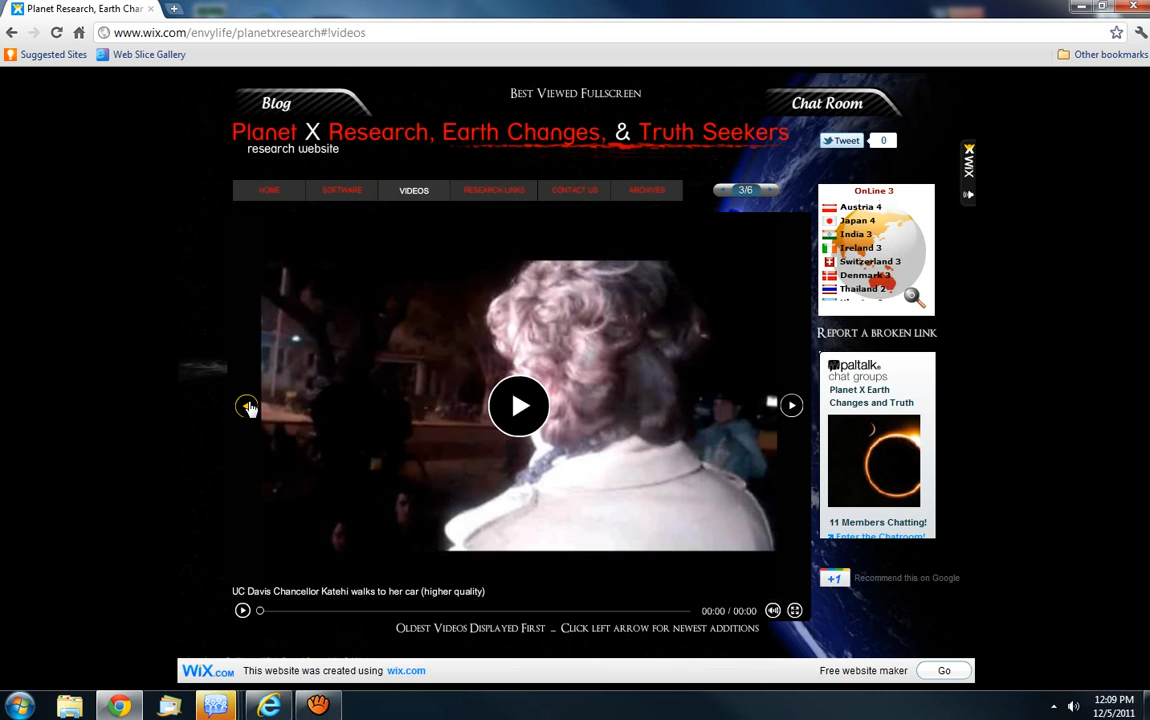 Planet Research, Earth Char
www.wix.com/envylife/planetxresearch#!videos
Suggested Sites
Web Slice Gallery
Other bookmarks
BEST VIEWED FULLSCREEN
Blog
Chat Room
Planet X Research, Earth Changes, & Truth Seekers
research website
Tweet
0
WiX
HOME
SOFTWARE
VIDEOS
RESEARCH LINKS
CONTACT US
ARCHIVES
3/6
OnLine 3
Austria 4
Japan 4
India 3
Ireland 3
Switzerland 3
Denmark 3
Thailand 2
REPORT A BROKEN LINK
paltalk
chat groups
Planet X Earth
Changes and Truth
11 Members Chatting!
Enter the Chatroom!
+1
Recommend this on Google
UC Davis Chancellor Katehi walks to her car (higher quality)
00:00 / 00:00
OLDEST VIDEOS DISPLAYED FIRST _ CLICK LEFT ARROW FOR NEWEST ADDITIONS
WiX.COM
This website was created using wix.com
Free website maker
Go
12:09 PM
12/5/2011